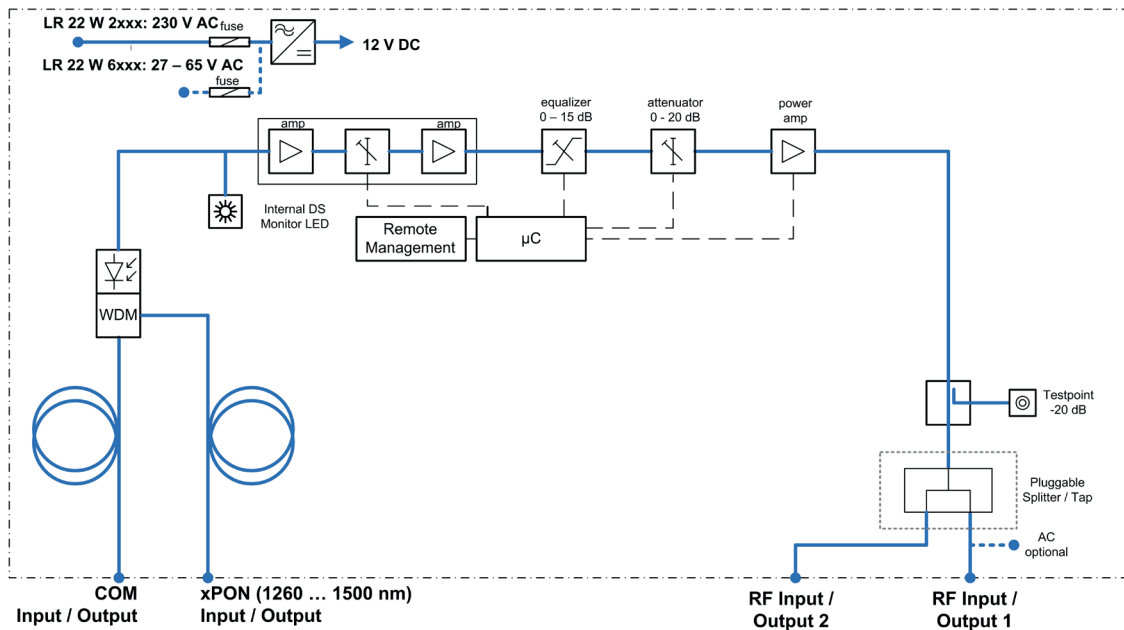 LR 22 W 2xxx: 230 V AC
fuse
12 V DC
LR 22 W 6xxx: 27 – 65 V AC
fuse
amp
amp
equalizer
0 – 15 dB
attenuator
0 - 20 dB
power
amp
Internal DS
Monitor LED
Remote
Management
µC
WDM
Testpoint
-20 dB
Pluggable
Splitter / Tap
AC
optional
COM
Input / Output
xPON (1260 … 1500 nm)
Input / Output
RF Input /
Output 2
RF Input /
Output 1